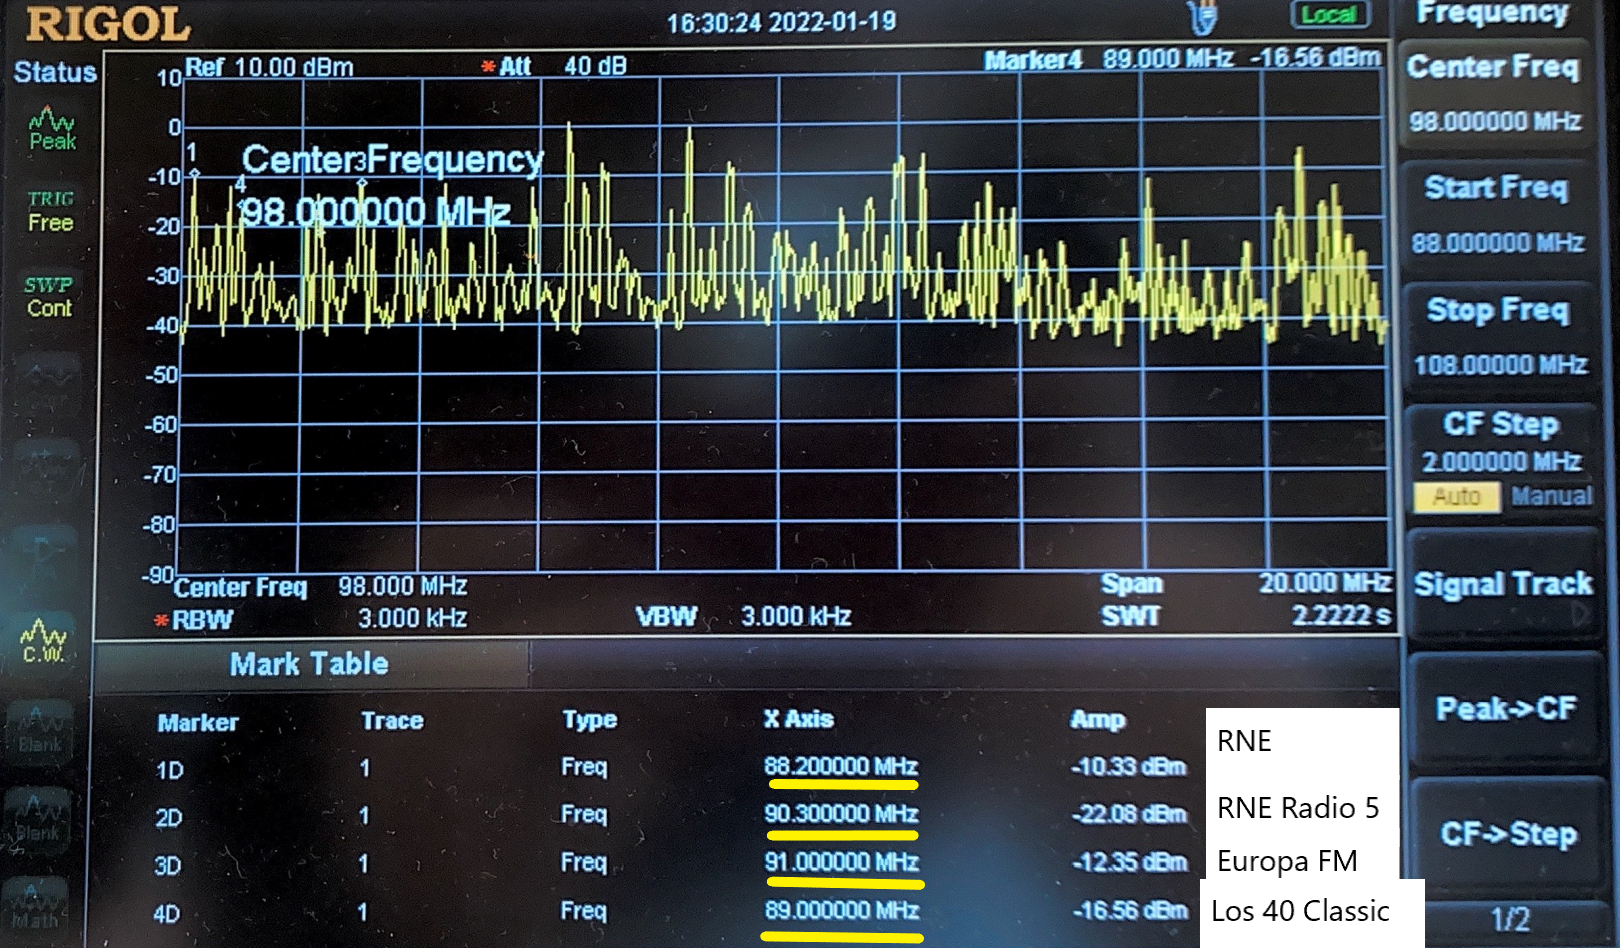 RIGOL
16:30:24 2022-01-19
Local
Frequency
Status
Ref 10.00 dBm
*Att 40 dB
Marker4 89.000 MHz -16.56 dBm
Center Freq
98.000000 MHz
Peak
TRIG
Free
SWP
Cont
10
0
-10
-20
-30
-40
-50
-60
-70
-80
-90
1
3
4
Center Frequency
98.000000 MHz
Start Freq
88.000000 MHz
Stop Freq
108.000000 MHz
CF Step
2.000000 MHz
Auto Manual
Center Freq 98.000 MHz
Span 20.000 MHz
*RBW 3.000 kHz
VBW 3.000 kHz
SWT 2.2222 s
Signal Track
C.W.
Mark Table
Marker Trace Type X Axis Amp
1D 1 Freq 88.200000 MHz -10.33 dBm RNE
2D 1 Freq 90.300000 MHz -22.08 dBm RNE Radio 5
3D 1 Freq 91.000000 MHz -12.35 dBm Europa FM
4D 1 Freq 89.000000 MHz -16.56 dBm Los 40 Classic
A
Blank
A
Blank
A
Math
Peak->CF
CF->Step
1/2